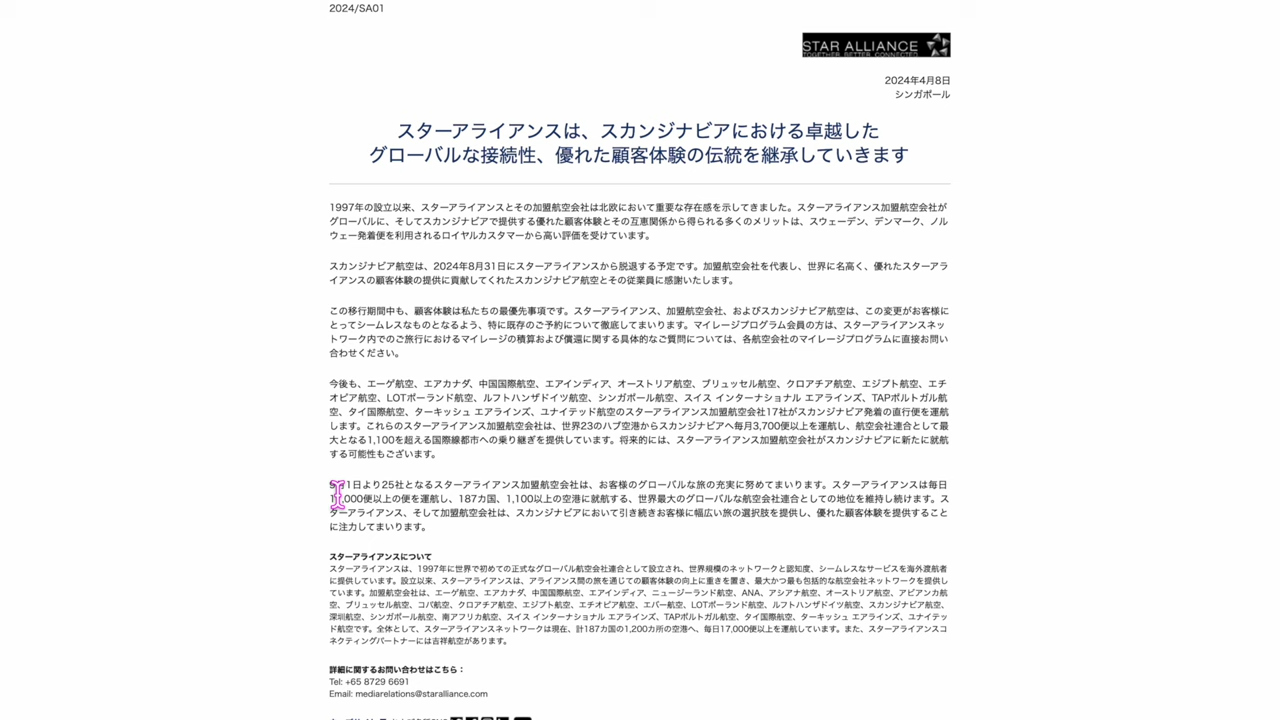 2024/SA01
STAR ALLIANCE
TOGETHER. BETTER. CONNECTED.
2024年4月8日
シンガポール
スターアライアンスは、スカンジナビアにおける卓越した
グローバルな接続性、優れた顧客体験の伝統を継承していきます
1997年の設立以来、スターアライアンスとその加盟航空会社は北欧において重要な存在感を示してきました。スターアライアンス加盟航空会社が
グローバルに、そしてスカンジナビアで提供する優れた顧客体験とその互恵関係から得られる多くのメリットは、スウェーデン、デンマーク、ノル
ウェー発着便を利用されるロイヤルカスタマーから高い評価を受けています。
スカンジナビア航空は、2024年8月31日にスターアライアンスから脱退する予定です。加盟航空会社を代表し、世界に名高く、優れたスターアラ
イアンスの顧客体験の提供に貢献してくれたスカンジナビア航空とその従業員に感謝いたします。
この移行期間中も、顧客体験は私たちの最優先事項です。スターアライアンス、加盟航空会社、およびスカンジナビア航空は、この変更がお客様に
とってシームレスなものとなるよう、特に既存のご予約について徹底してまいります。マイレージプログラム会員の方は、スターアライアンスネッ
トワーク内でのご旅行におけるマイレージの積算および償還に関する具体的なご質問については、各航空会社のマイレージプログラムに直接お問い
合わせください。
今後も、エーゲ航空、エアカナダ、中国国際航空、エアインディア、オーストリア航空、ブリュッセル航空、クロアチア航空、エジプト航空、エチ
オピア航空、LOTポーランド航空、ルフトハンザドイツ航空、シンガポール航空、スイス インターナショナル エアラインズ、TAPポルトガル航
空、タイ国際航空、ターキッシュ エアラインズ、ユナイテッド航空のスターアライアンス加盟航空会社17社がスカンジナビア発着の直行便を運航
します。これらのスターアライアンス加盟航空会社は、世界23のハブ空港からスカンジナビアへ毎月3,700便以上を運航し、航空会社連合として最
大となる1,100を超える国際線都市への乗り継ぎを提供しています。将来的には、スターアライアンス加盟航空会社がスカンジナビアに新たに就航
する可能性もございます。
1日より25社となるスターアライアンス加盟航空会社は、お客様のグローバルな旅の充実に努めてまいります。スターアライアンスは毎日
000便以上の便を運航し、187カ国、1,100以上の空港に就航する、世界最大のグローバルな航空会社連合としての地位を維持し続けます。ス
ターアライアンス、そして加盟航空会社は、スカンジナビアにおいて引き続きお客様に幅広い旅の選択肢を提供し、優れた顧客体験を提供すること
に注力してまいります。
スターアライアンスについて
スターアライアンスは、1997年に世界で初めての正式なグローバル航空会社連合として設立され、世界規模のネットワークと認知度、シームレスなサービスを海外渡航者
に提供しています。設立以来、スターアライアンスは、アライアンス間の旅を通じての顧客体験の向上に重きを置き、最大かつ最も包括的な航空会社ネットワークを提供し
ています。加盟航空会社は、エーゲ航空、エアカナダ、中国国際航空、エアインディア、ニュージーランド航空、ANA、アシアナ航空、オーストリア航空、アビアンカ航
空、ブリュッセル航空、コパ航空、クロアチア航空、エジプト航空、エチオピア航空、エバー航空、LOTポーランド航空、ルフトハンザドイツ航空、スカンジナビア航空、
深圳航空、シンガポール航空、南アフリカ航空、スイス インターナショナル エアラインズ、TAPポルトガル航空、タイ国際航空、ターキッシュ エアラインズ、ユナイテッ
ド航空です。全体として、スターアライアンスネットワークは現在、計187カ国の1,200カ所の空港へ、毎日17,000便以上を運航しています。また、スターアライアンスコ
ネクティングパートナーには吉祥航空があります。
詳細に関するお問い合わせはこちら：
Tel: +65 8729 6691
Email: mediarelations@staralliance.com